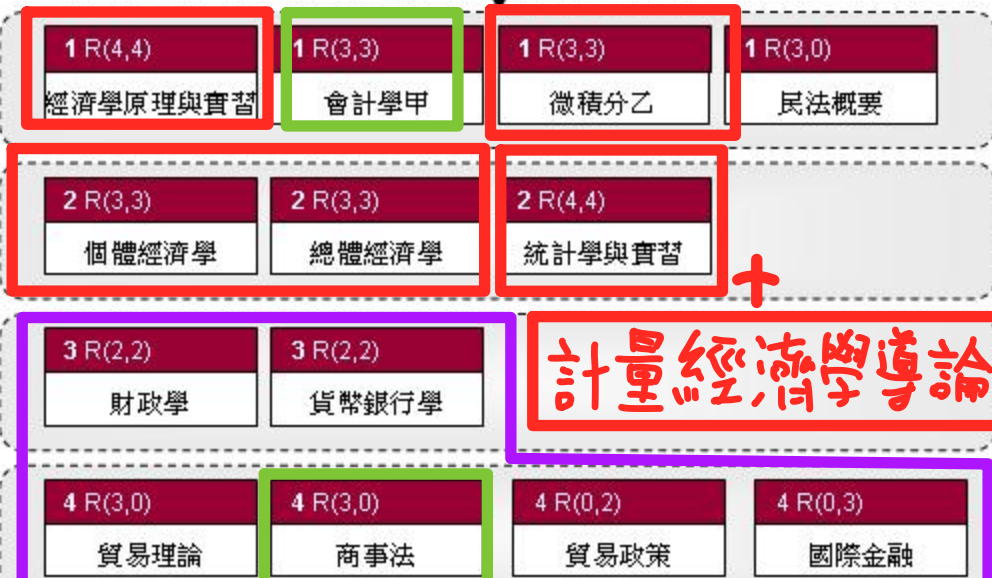 1 R(4,4)
1 R(3,3)
1 R(3,3)
1 R(3,0)
經濟學原理與實習
會計學甲
微積分乙
民法概要
2 R(3,3)
2 R(3,3)
2 R(4,4)
個體經濟學
總體經濟學
統計學與實習
+
3 R(2,2)
3 R(2,2)
計量經濟學導論
財政學
貨幣銀行學
4 R(3,0)
4 R(3,0)
4 R(0,2)
4 R(0,3)
貿易理論
商事法
貿易政策
國際金融